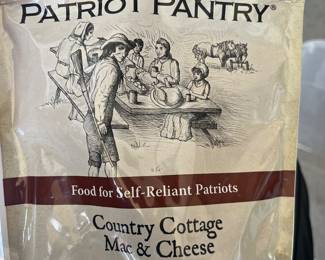 PATRIOT PANTRY®
Food for Self-Reliant Patriots
Country Cottage
Mac & Cheese